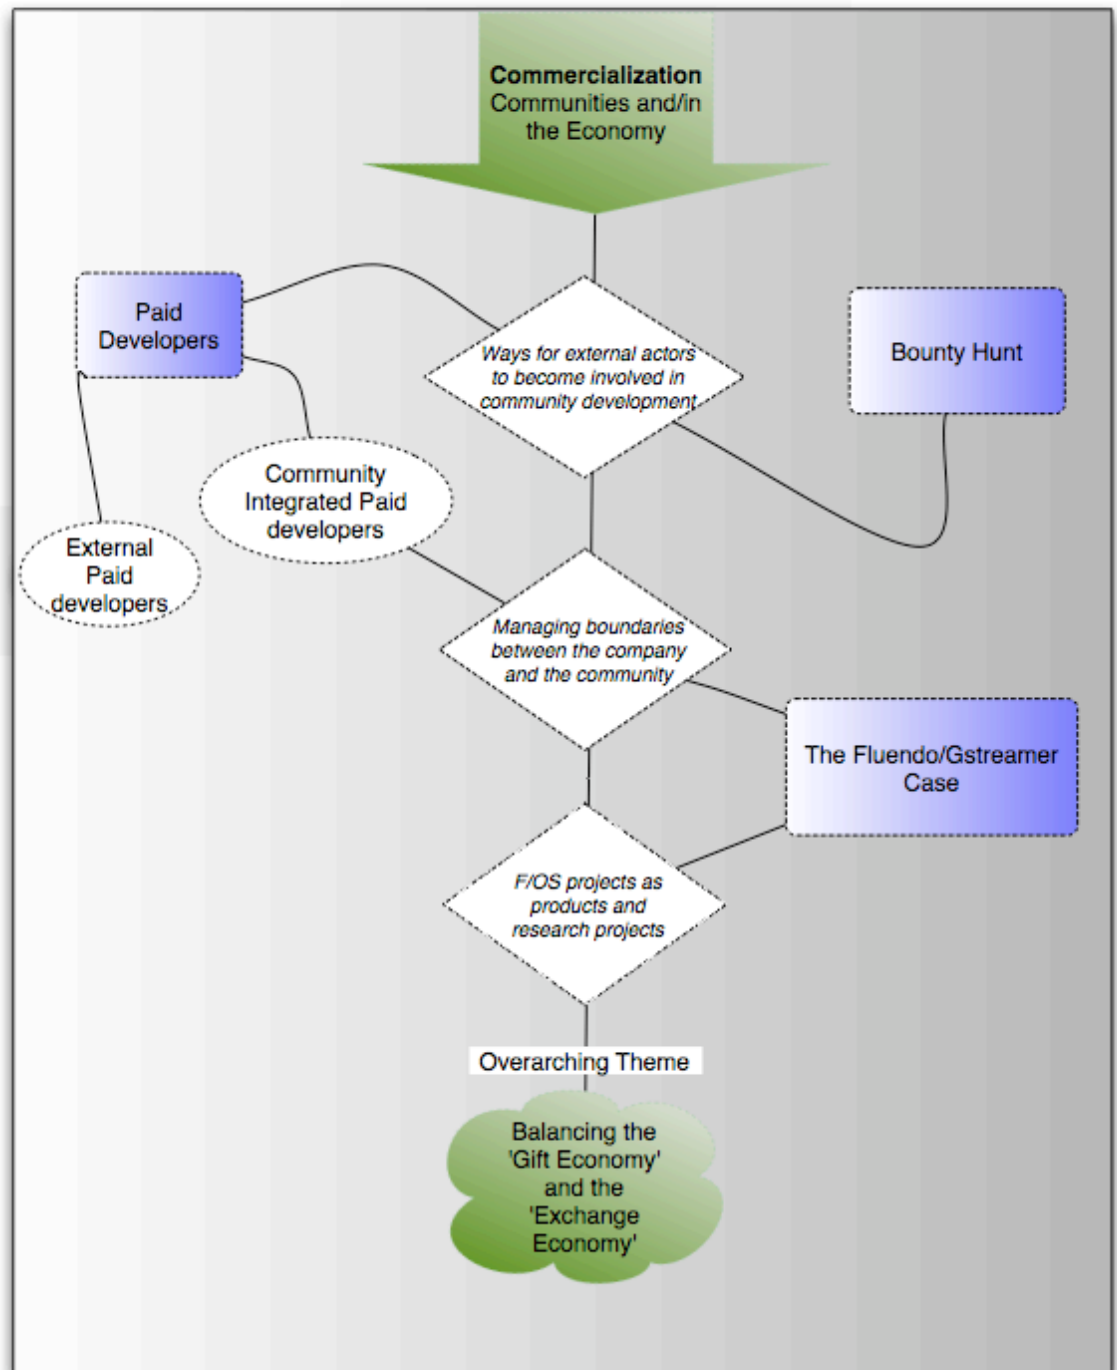 Commercialization
Communities and/in
the Economy
Paid
Developers
Ways for external actors
to become involved in
community development
Bounty Hunt
Community
Integrated Paid
developers
External
Paid
developers
Managing boundaries
between the company
and the community
The Fluendo/Gstreamer
Case
F/OS projects as
products and
research projects
Overarching Theme
Balancing the
'Gift Economy'
and the
'Exchange
Economy'